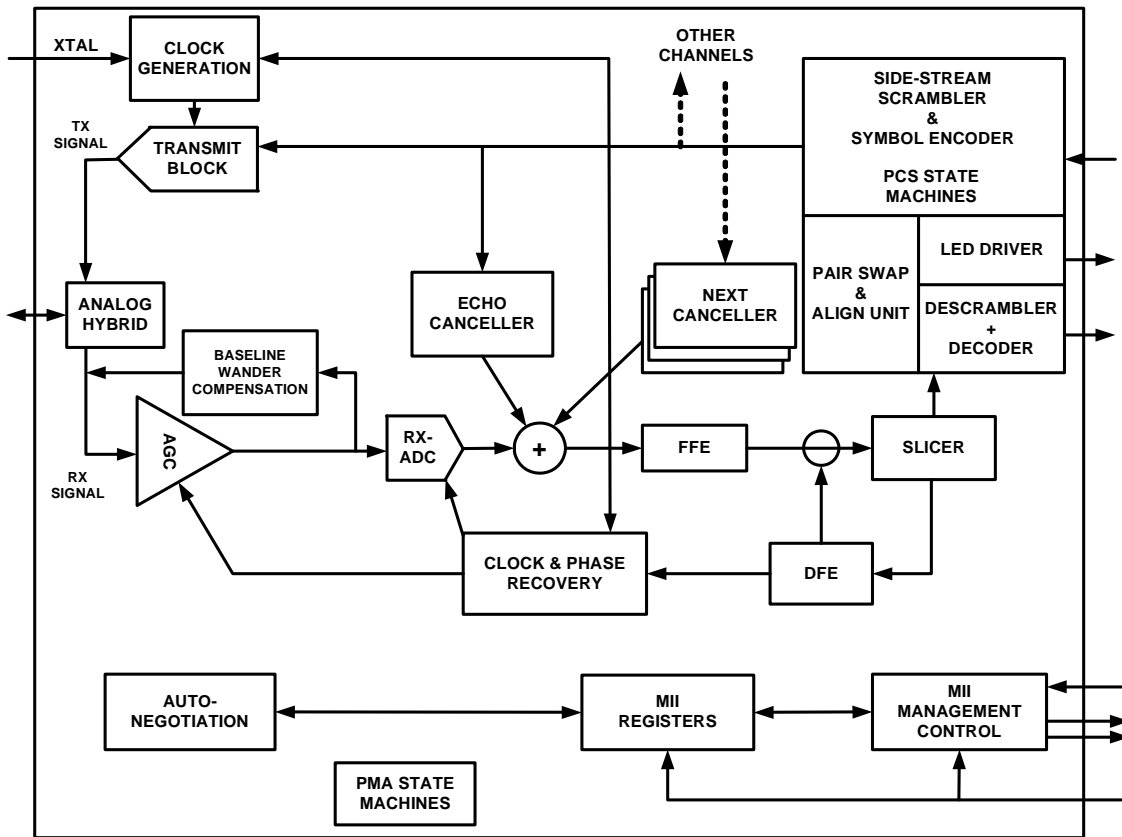 XTAL
CLOCK
GENERATION
OTHER
CHANNELS
SIDE-STREAM
SCRAMBLER
&
SYMBOL ENCODER
PCS STATE
MACHINES
TX
SIGNAL
TRANSMIT
BLOCK
LED DRIVER
PAIR SWAP
&
ALIGN UNIT
DESCRAMBLER
+
DECODER
ANALOG
HYBRID
ECHO
CANCELLER
NEXT
CANCELLER
BASELINE
WANDER
COMPENSATION
AGC
RX-
ADC
+
FFE
SLICER
RX
SIGNAL
CLOCK & PHASE
RECOVERY
DFE
AUTO-
NEGOTIATION
MII
REGISTERS
MII
MANAGEMENT
CONTROL
PMA STATE
MACHINES